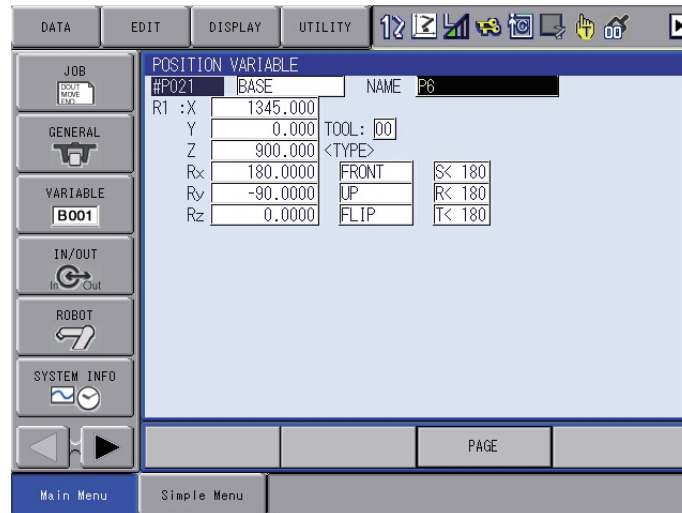 DATA EDIT DISPLAY UTILITY
JOB
DOUT
MOVE
END
GENERAL
VARIABLE
B001
IN/OUT
In Out
ROBOT
SYSTEM INFO
POSITION VARIABLE
#P021 BASE NAME P6
R1 :X 1345.000
Y 0.000 TOOL: 00
Z 900.000 <TYPE>
Rx 180.0000 FRONT S< 180
Ry -90.0000 UP R< 180
Rz 0.0000 FLIP T< 180
PAGE
Main Menu Simple Menu